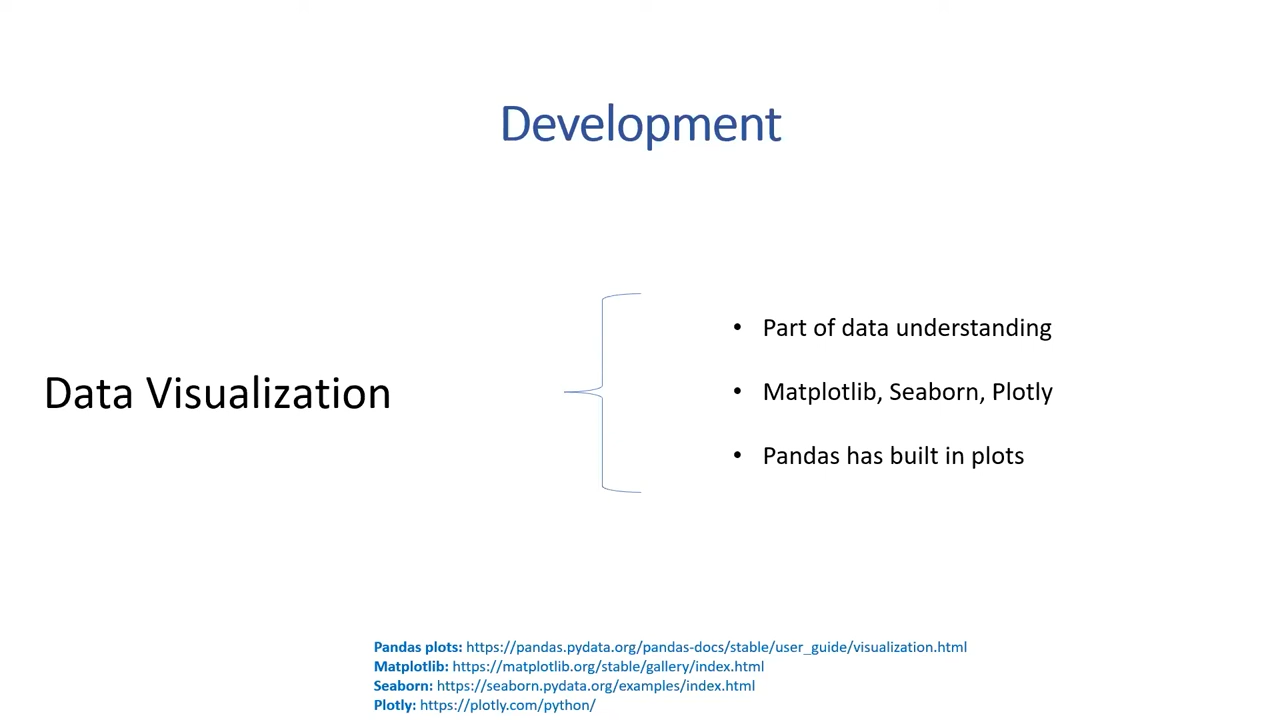 Development
Data Visualization
• Part of data understanding
• Matplotlib, Seaborn, Plotly
• Pandas has built in plots
Pandas plots: https://pandas.pydata.org/pandas-docs/stable/user_guide/visualization.html
Matplotlib: https://matplotlib.org/stable/gallery/index.html
Seaborn: https://seaborn.pydata.org/examples/index.html
Plotly: https://plotly.com/python/